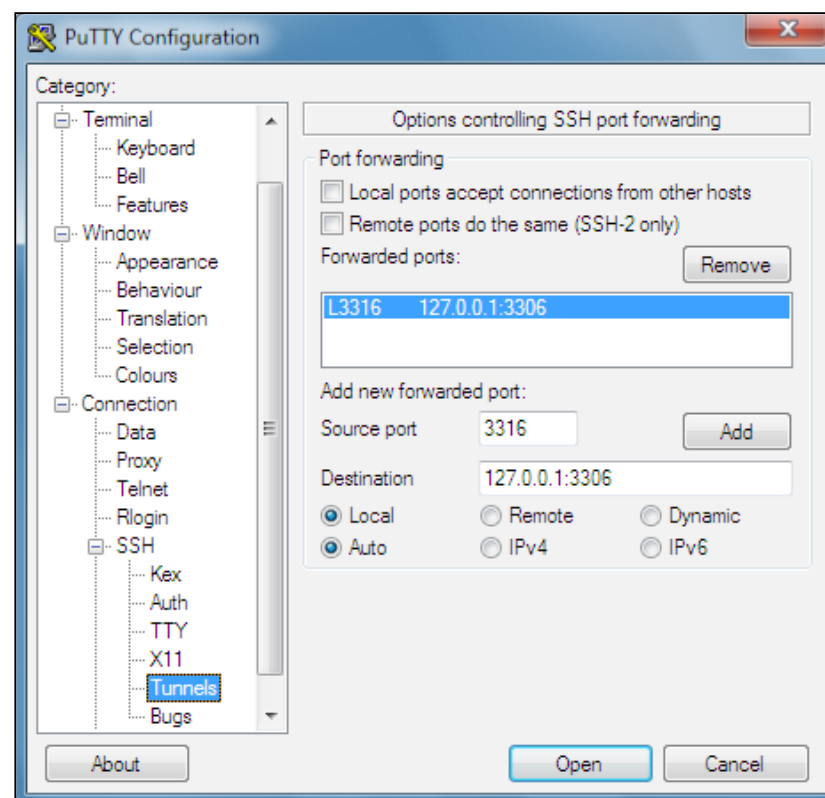 PuTTY Configuration
Category:
Terminal
Keyboard
Bell
Features
Window
Appearance
Behaviour
Translation
Selection
Colours
Connection
Data
Proxy
Telnet
Rlogin
SSH
Kex
Auth
TTY
X11
Tunnels
Bugs
Options controlling SSH port forwarding
Port forwarding
Local ports accept connections from other hosts
Remote ports do the same (SSH-2 only)
Forwarded ports:
Remove
L3316 127.0.0.1:3306
Add new forwarded port:
Source port 3316 Add
Destination 127.0.0.1:3306
Local Remote Dynamic
Auto IPv4 IPv6
About Open Cancel